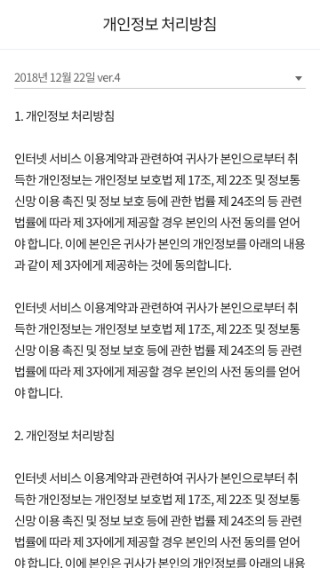 개인정보 처리방침
2018년 12월 22일 ver.4
1. 개인정보 처리방침
인터넷 서비스 이용계약과 관련하여 귀사가 본인으로부터 취
득한 개인정보는 개인정보 보호법 제 17조, 제 22조 및 정보통
신망 이용 촉진 및 정보 보호 등에 관한 법률 제 24조의 등 관련
법률에 따라 제 3자에게 제공할 경우 본인의 사전 동의를 얻어
야 합니다. 이에 본인은 귀사가 본인의 개인정보를 아래의 내용
과 같이 제 3자에게 제공하는 것에 동의합니다.
인터넷 서비스 이용계약과 관련하여 귀사가 본인으로부터 취
득한 개인정보는 개인정보 보호법 제 17조, 제 22조 및 정보통
신망 이용 촉진 및 정보 보호 등에 관한 법률 제 24조의 등 관련
법률에 따라 제 3자에게 제공할 경우 본인의 사전 동의를 얻어
야 합니다.
2. 개인정보 처리방침
인터넷 서비스 이용계약과 관련하여 귀사가 본인으로부터 취
득한 개인정보는 개인정보 보호법 제 17조, 제 22조 및 정보통
신망 이용 촉진 및 정보 보호 등에 관한 법률 제 24조의 등 관련
법률에 따라 제 3자에게 제공할 경우 본인의 사전 동의를 얻어
야 합니다. 이에 본인은 귀사가 본인의 개인정보를 아래의 내용